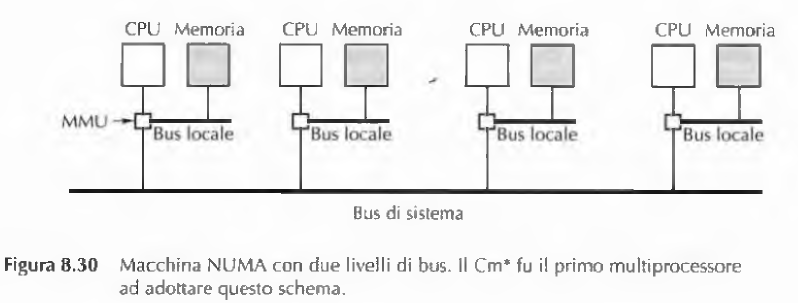 CPU Memoria CPU Memoria CPU Memoria CPU Memoria
MMU
Bus locale Bus locale Bus locale Bus locale
Bus di sistema
Figura 8.30 Macchina NUMA con due livelli di bus. Il Cm* fu il primo multiprocessore
ad adottare questo schema.